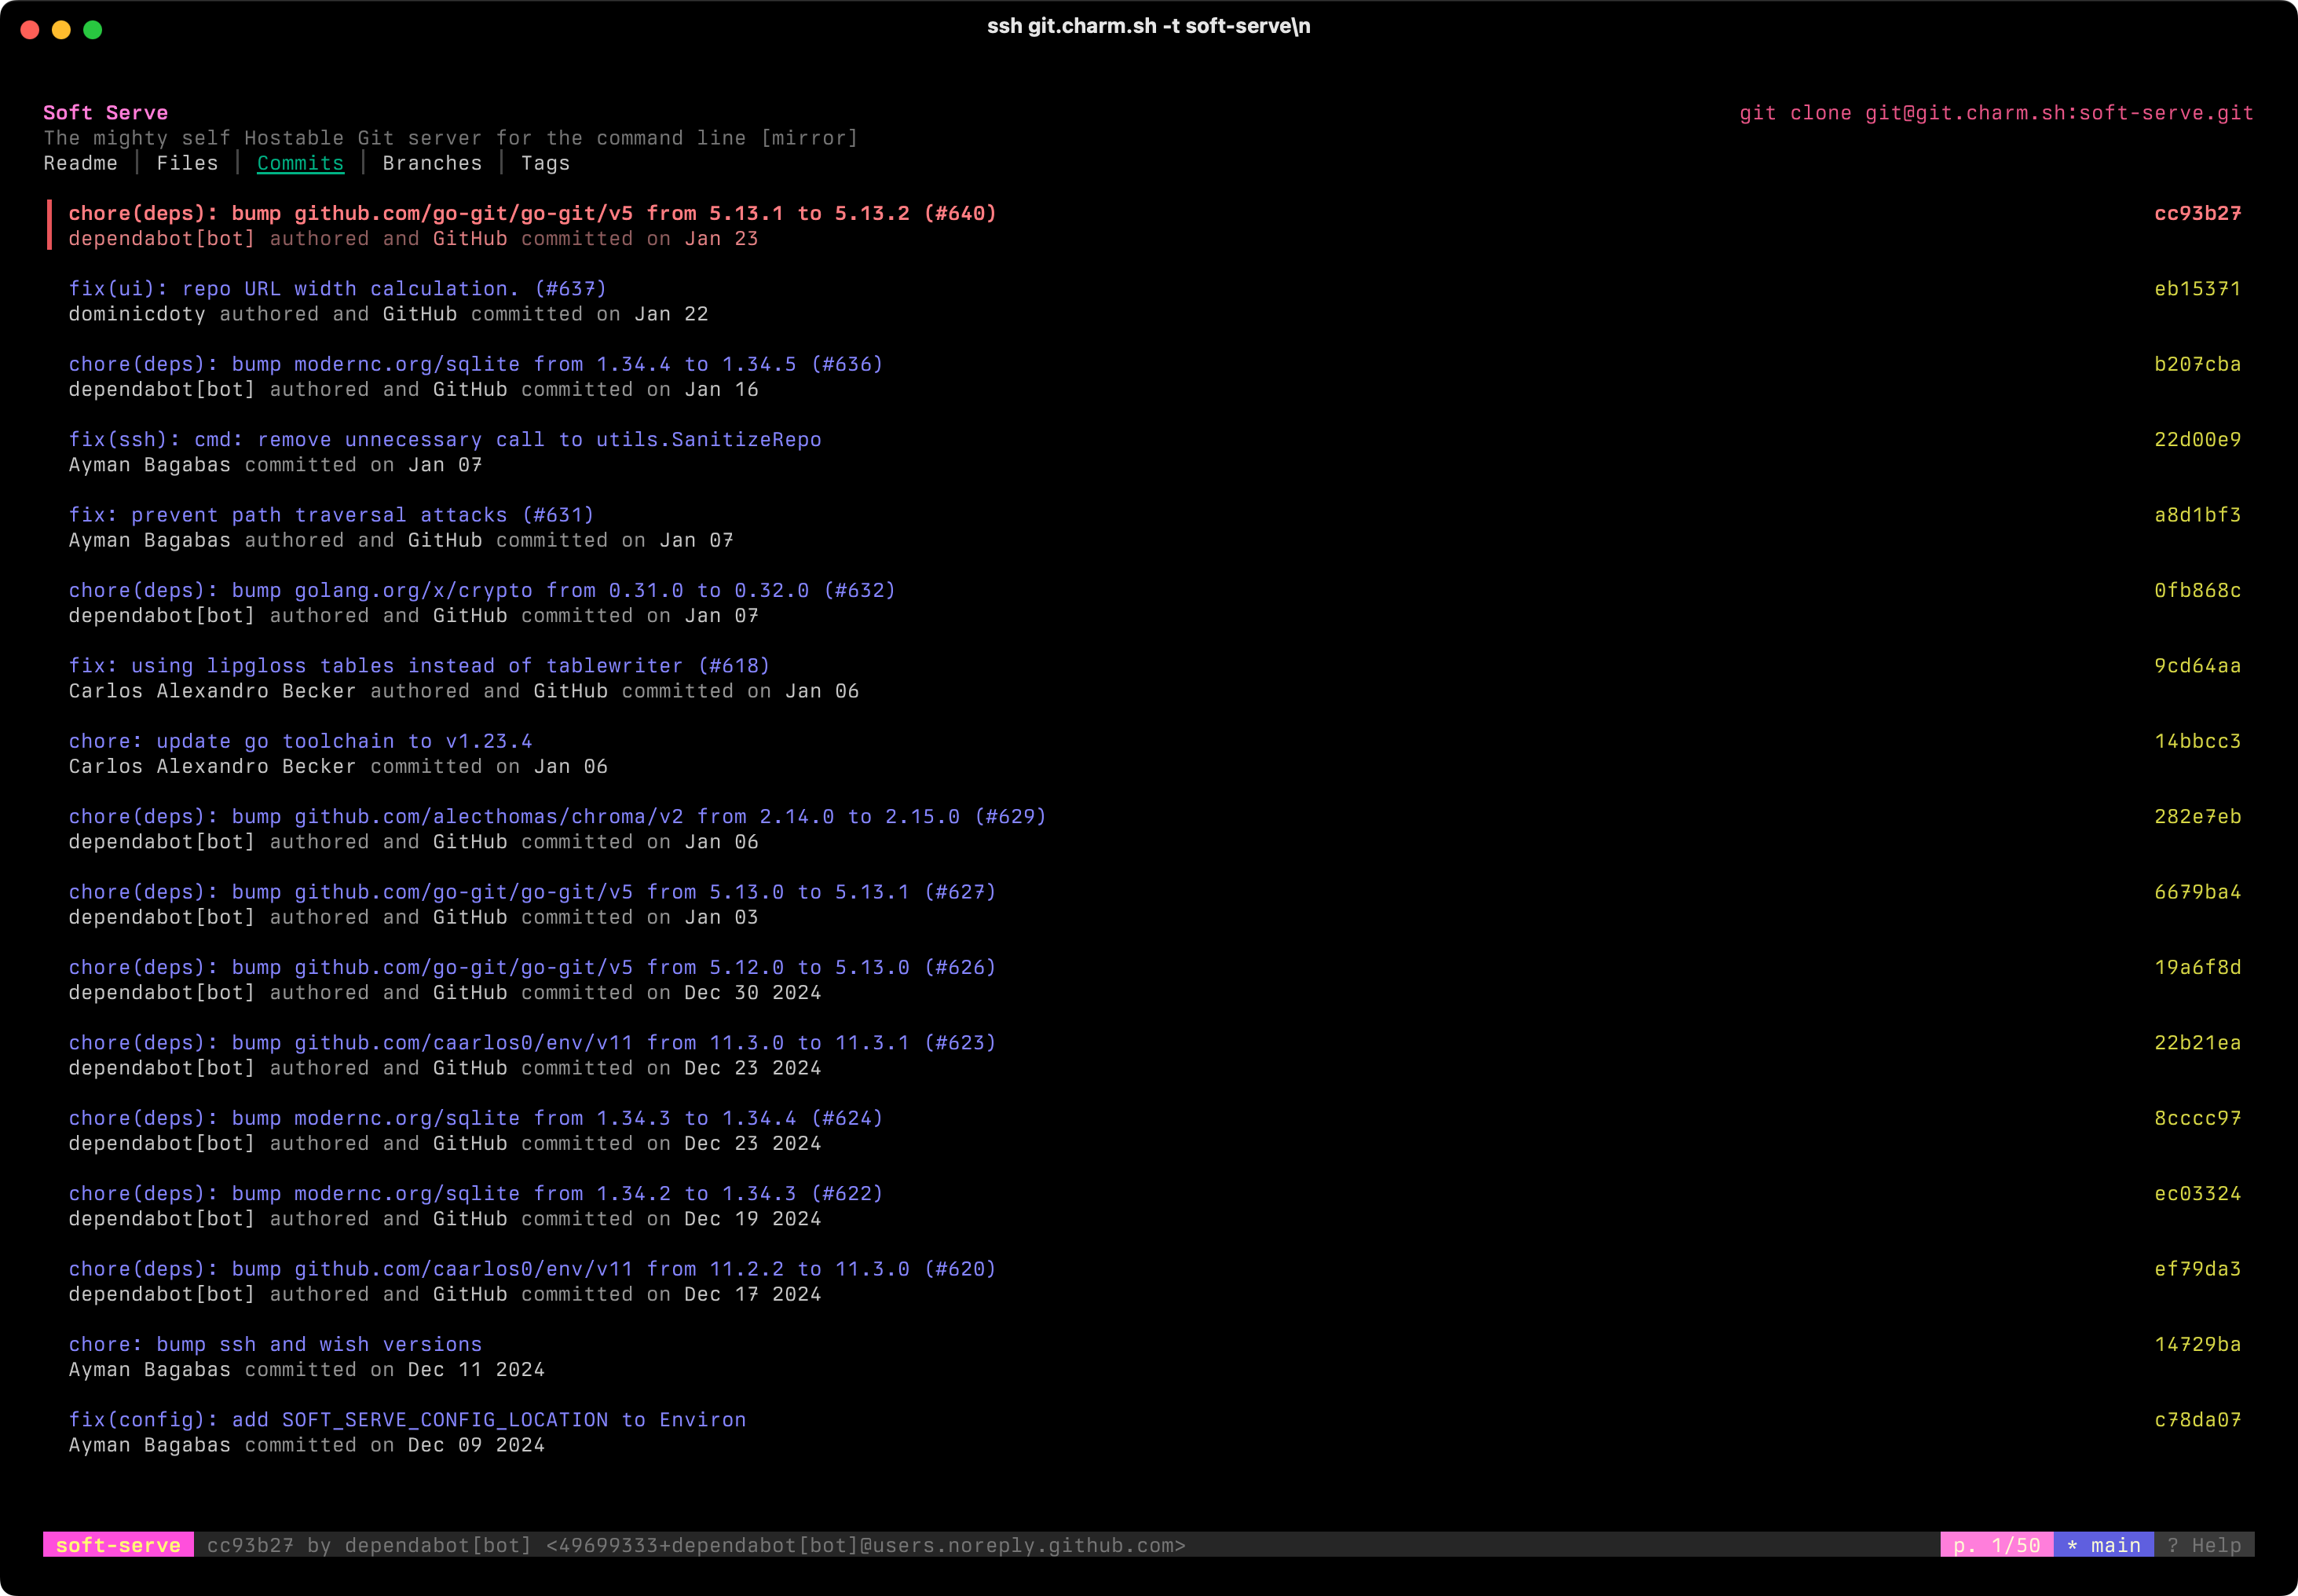 ssh git.charm.sh -t soft-serve\n
Soft Serve git clone git@git.charm.sh:soft-serve.git
The mighty self Hostable Git server for the command line [mirror]
Readme │ Files │ Commits │ Branches │ Tags
chore(deps): bump github.com/go-git/go-git/v5 from 5.13.1 to 5.13.2 (#640) cc93b27
dependabot[bot] authored and GitHub committed on Jan 23
fix(ui): repo URL width calculation. (#637) eb15371
dominicdoty authored and GitHub committed on Jan 22
chore(deps): bump modernc.org/sqlite from 1.34.4 to 1.34.5 (#636) b207cba
dependabot[bot] authored and GitHub committed on Jan 16
fix(ssh): cmd: remove unnecessary call to utils.SanitizeRepo 22d00e9
Ayman Bagabas committed on Jan 07
fix: prevent path traversal attacks (#631) a8d1bf3
Ayman Bagabas authored and GitHub committed on Jan 07
chore(deps): bump golang.org/x/crypto from 0.31.0 to 0.32.0 (#632) 0fb868c
dependabot[bot] authored and GitHub committed on Jan 07
fix: using lipgloss tables instead of tablewriter (#618) 9cd64aa
Carlos Alexandro Becker authored and GitHub committed on Jan 06
chore: update go toolchain to v1.23.4 14bbcc3
Carlos Alexandro Becker committed on Jan 06
chore(deps): bump github.com/alecthomas/chroma/v2 from 2.14.0 to 2.15.0 (#629) 282e7eb
dependabot[bot] authored and GitHub committed on Jan 06
chore(deps): bump github.com/go-git/go-git/v5 from 5.13.0 to 5.13.1 (#627) 6679ba4
dependabot[bot] authored and GitHub committed on Jan 03
chore(deps): bump github.com/go-git/go-git/v5 from 5.12.0 to 5.13.0 (#626) 19a6f8d
dependabot[bot] authored and GitHub committed on Dec 30 2024
chore(deps): bump github.com/caarlos0/env/v11 from 11.3.0 to 11.3.1 (#623) 22b21ea
dependabot[bot] authored and GitHub committed on Dec 23 2024
chore(deps): bump modernc.org/sqlite from 1.34.3 to 1.34.4 (#624) 8cccc97
dependabot[bot] authored and GitHub committed on Dec 23 2024
chore(deps): bump modernc.org/sqlite from 1.34.2 to 1.34.3 (#622) ec03324
dependabot[bot] authored and GitHub committed on Dec 19 2024
chore(deps): bump github.com/caarlos0/env/v11 from 11.2.2 to 11.3.0 (#620) ef79da3
dependabot[bot] authored and GitHub committed on Dec 17 2024
chore: bump ssh and wish versions 14729ba
Ayman Bagabas committed on Dec 11 2024
fix(config): add SOFT_SERVE_CONFIG_LOCATION to Environ c78da07
Ayman Bagabas committed on Dec 09 2024
soft-serve cc93b27 by dependabot[bot] <49699333+dependabot[bot]@users.noreply.github.com> p. 1/50 * main ? Help